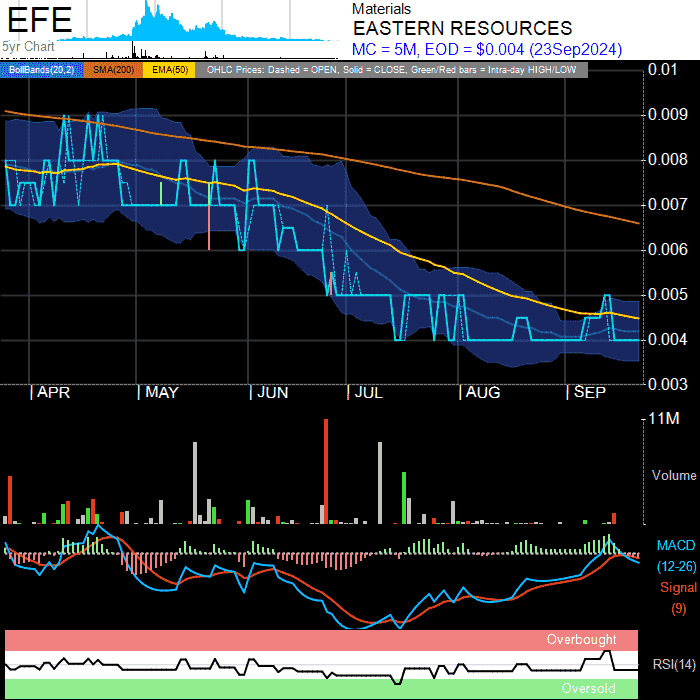 EFE
5yr Chart
Materials
EASTERN RESOURCES
MC = 5M, EOD = $0.004 (23Sep2024)
BollBands(20,2) SMA(200) EMA(50) OHLC Prices: Dashed = OPEN, Solid = CLOSE, Green/Red bars = Intra-day HIGH/LOW
0.01
0.009
0.008
0.007
0.006
0.005
0.004
0.003
APR MAY JUN JUL AUG SEP
11M
Volume
MACD
(12-26)
Signal
(9)
Overbought
RSI(14)
Oversold